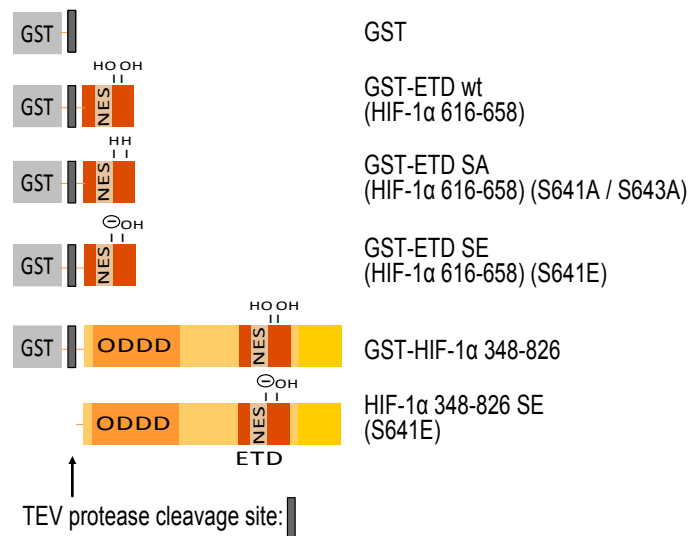 GST
GST
HO OH
GST
NES
GST-ETD wt
(HIF-1α 616-658)
HH
GST
NES
GST-ETD SA
(HIF-1α 616-658) (S641A / S643A)
⊖OH
GST
NES
GST-ETD SE
(HIF-1α 616-658) (S641E)
HO OH
GST
ODDD
NES
GST-HIF-1α 348-826
⊖OH
ODDD
NES
ETD
HIF-1α 348-826 SE
(S641E)
TEV protease cleavage site: